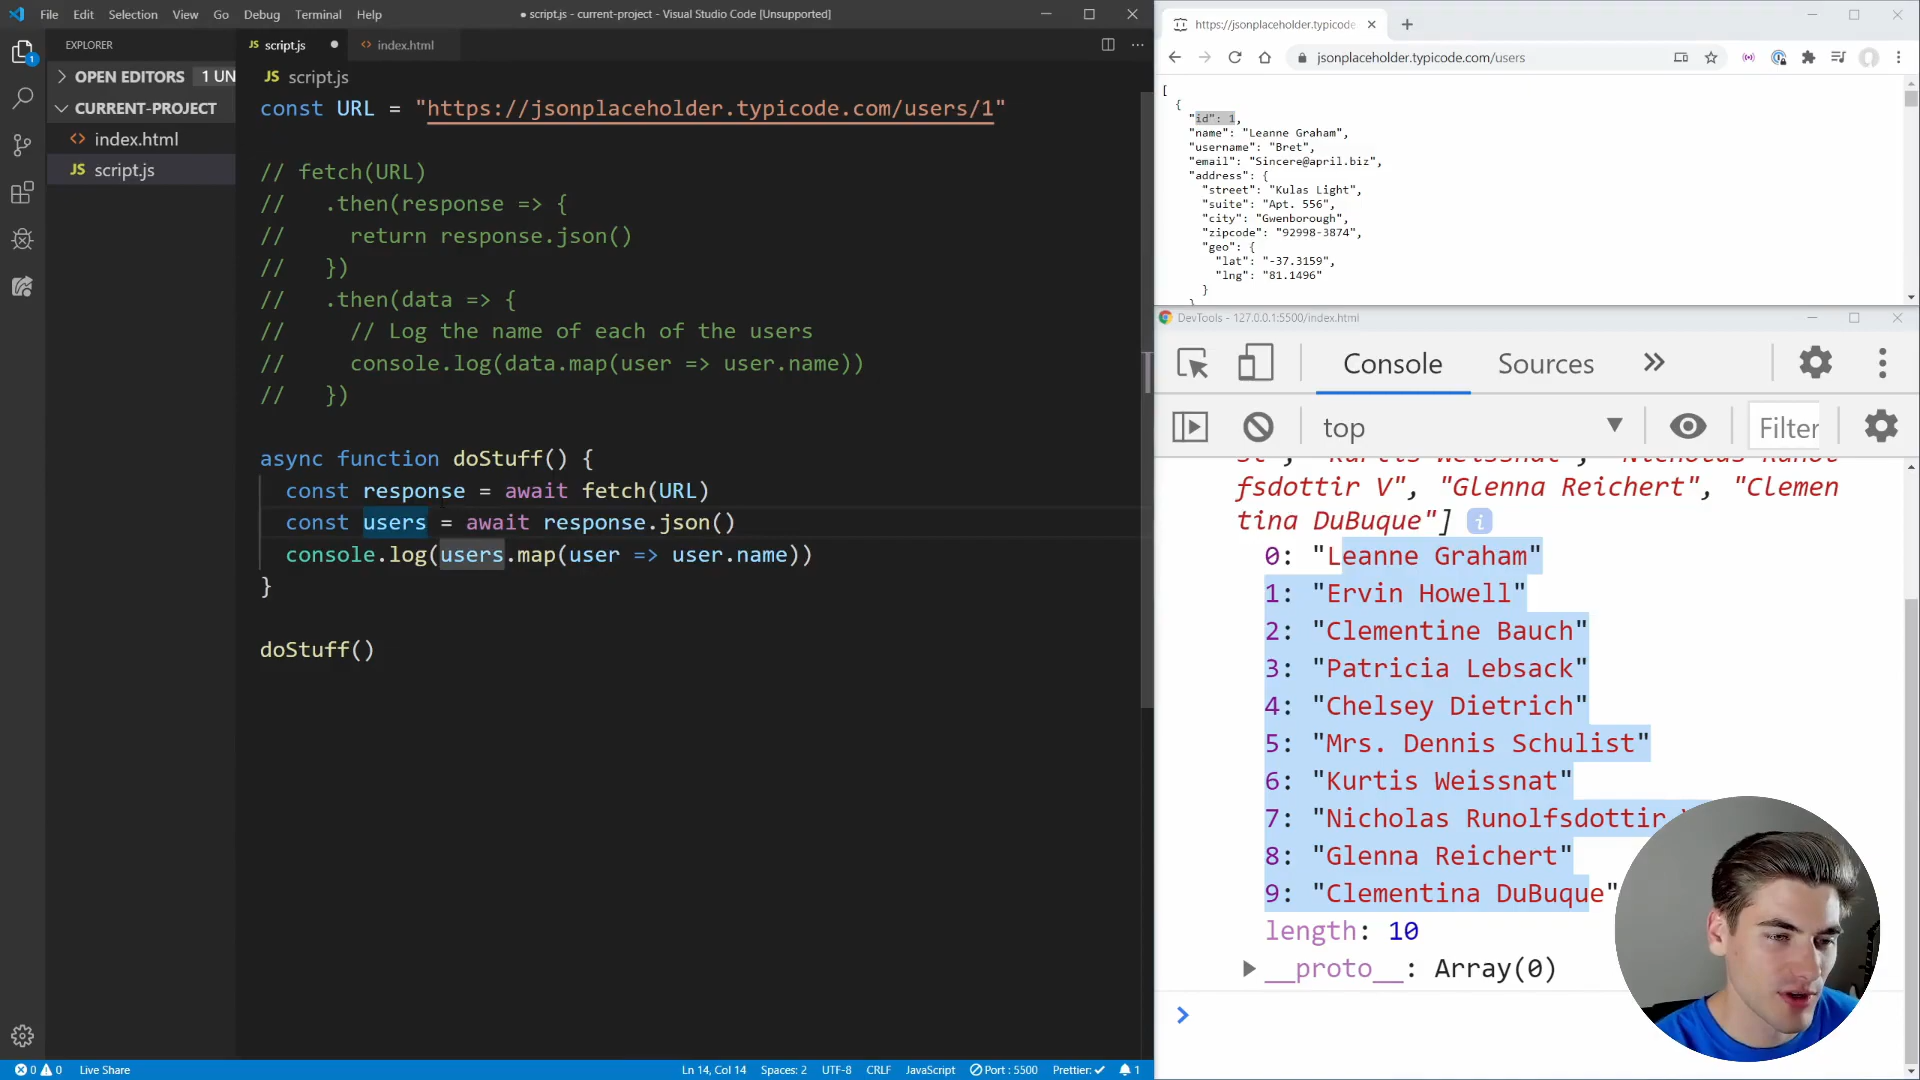 File Edit Selection View Go Debug Terminal Help
● script.js - current-project - Visual Studio Code [Unsupported]
EXPLORER
OPEN EDITORS 1 UN
CURRENT-PROJECT
index.html
JS script.js
JS script.js ●
<> index.html
JS script.js
const URL = "https://jsonplaceholder.typicode.com/users/1"
// fetch(URL)
// .then(response => {
// return response.json()
// })
// .then(data => {
// // Log the name of each of the users
// console.log(data.map(user => user.name))
// })
async function doStuff() {
const response = await fetch(URL)
const users = await response.json()
console.log(users.map(user => user.name))
}
doStuff()
0 0 Live Share
Ln 14, Col 14 Spaces: 2 UTF-8 CRLF JavaScript Port : 5500 Prettier: ✓ 1
https://jsonplaceholder.typicode
jsonplaceholder.typicode.com/users
[
{
"id": 1,
"name": "Leanne Graham",
"username": "Bret",
"email": "Sincere@april.biz",
"address": {
"street": "Kulas Light",
"suite": "Apt. 556",
"city": "Gwenborough",
"zipcode": "92998-3874",
"geo": {
"lat": "-37.3159",
"lng": "81.1496"
}
}
DevTools - 127.0.0.1:5500/index.html
Console Sources »
top Filter
fsdottir V", "Glenna Reichert", "Clemen
tina DuBuque"] i
0: "Leanne Graham"
1: "Ervin Howell"
2: "Clementine Bauch"
3: "Patricia Lebsack"
4: "Chelsey Dietrich"
5: "Mrs. Dennis Schulist"
6: "Kurtis Weissnat"
7: "Nicholas Runolfsdottir
8: "Glenna Reichert"
9: "Clementina DuBuque"
length: 10
__proto__: Array(0)